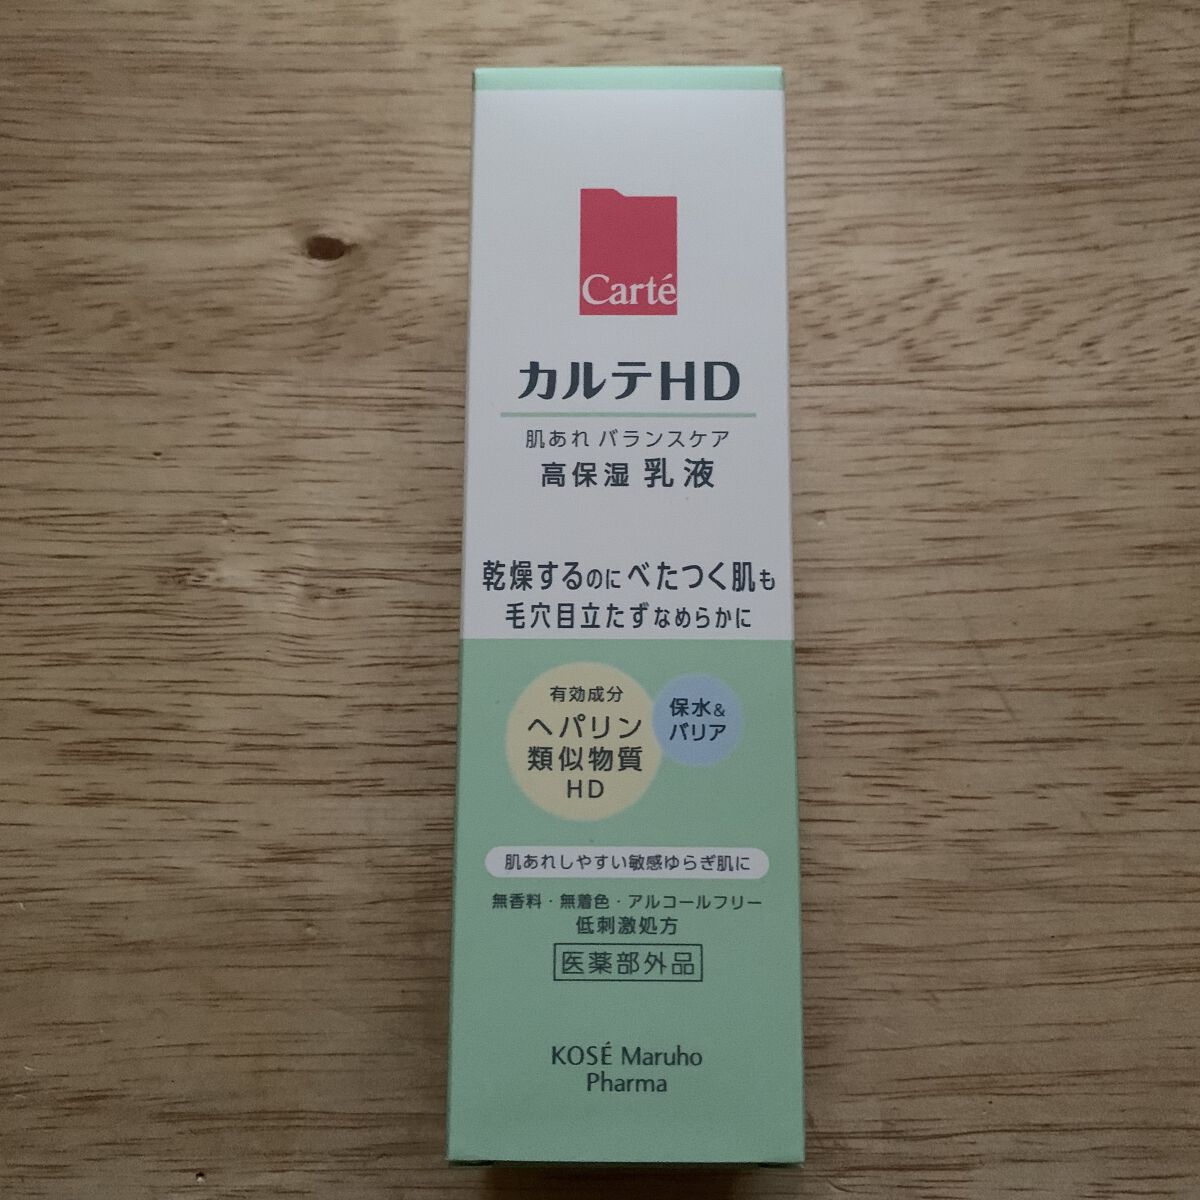 Carté
カルテHD
肌あれ バランスケア
高保湿 乳液
乾燥するのに べたつく肌も
毛穴目立たず なめらかに
有効成分
ヘパリン
類似物質
HD
保水&
バリア
肌あれしやすい敏感ゆらぎ肌に
無香料・無着色・アルコールフリー
低刺激処方
医薬部外品
KOSÉ Maruho
Pharma